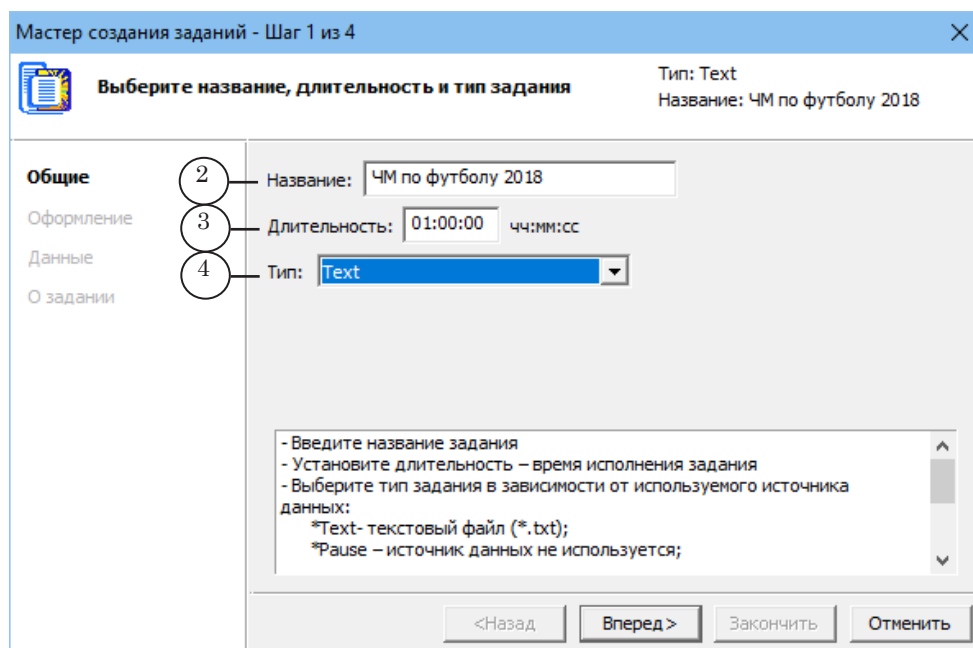 Мастер создания заданий - Шаг 1 из 4
Выберите название, длительность и тип задания
Тип: Text
Название: ЧМ по футболу 2018
Общие
Оформление
Данные
О задании
2 Название: ЧМ по футболу 2018
3 Длительность: 01:00:00 чч:мм:сс
4 Тип: Text
- Введите название задания
- Установите длительность – время исполнения задания
- Выберите тип задания в зависимости от используемого источника
данных:
*Text- текстовый файл (*.txt);
*Pause – источник данных не используется;
<Назад Вперед> Закончить Отменить